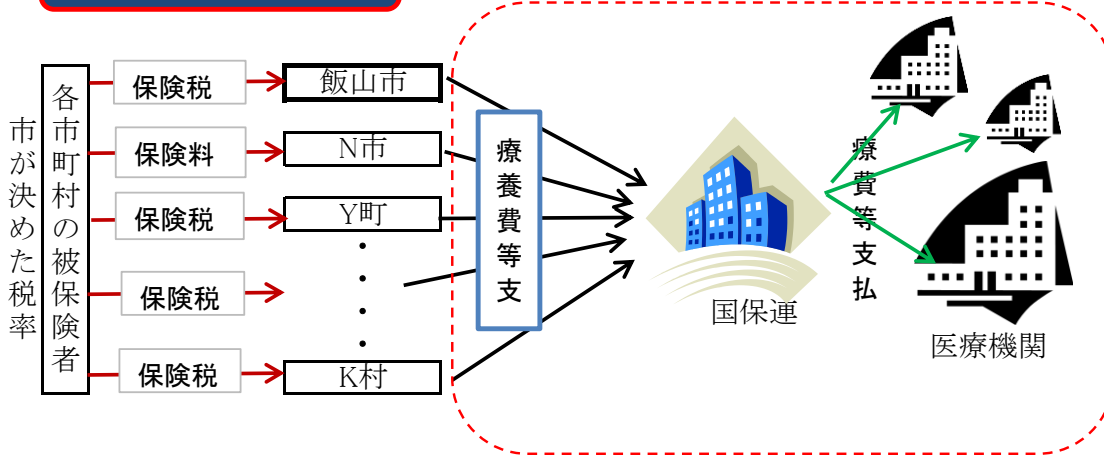 市が決めた税率
各市町村の被保険者
保険税
飯山市
保険料
N市
保険税
Y町
保険税
・
・
・
・
保険税
K村
療養費等支
国保連
療費等支払
医療機関